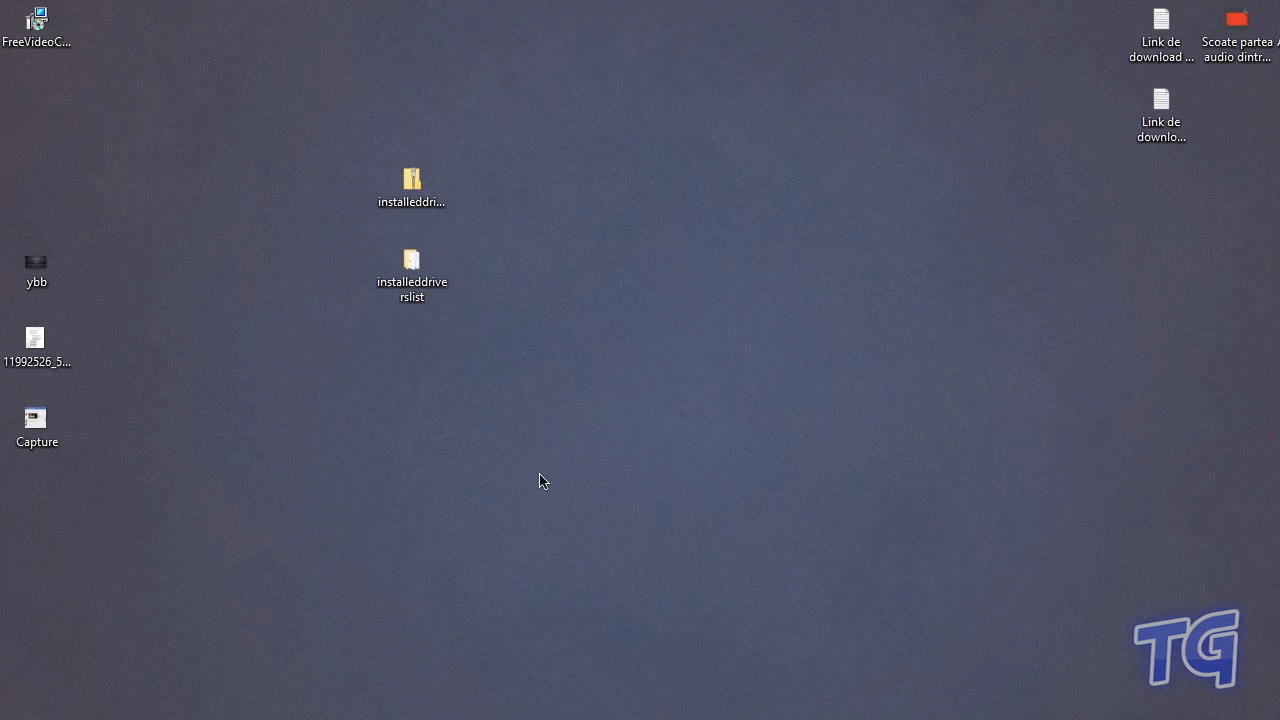 FreeVideoC...
Link de
download ...
Scoate partea
audio dintr...
Link de
downlo...
installeddri...
ybb
installeddrive
rslist
11992526_5...
Capture
TG